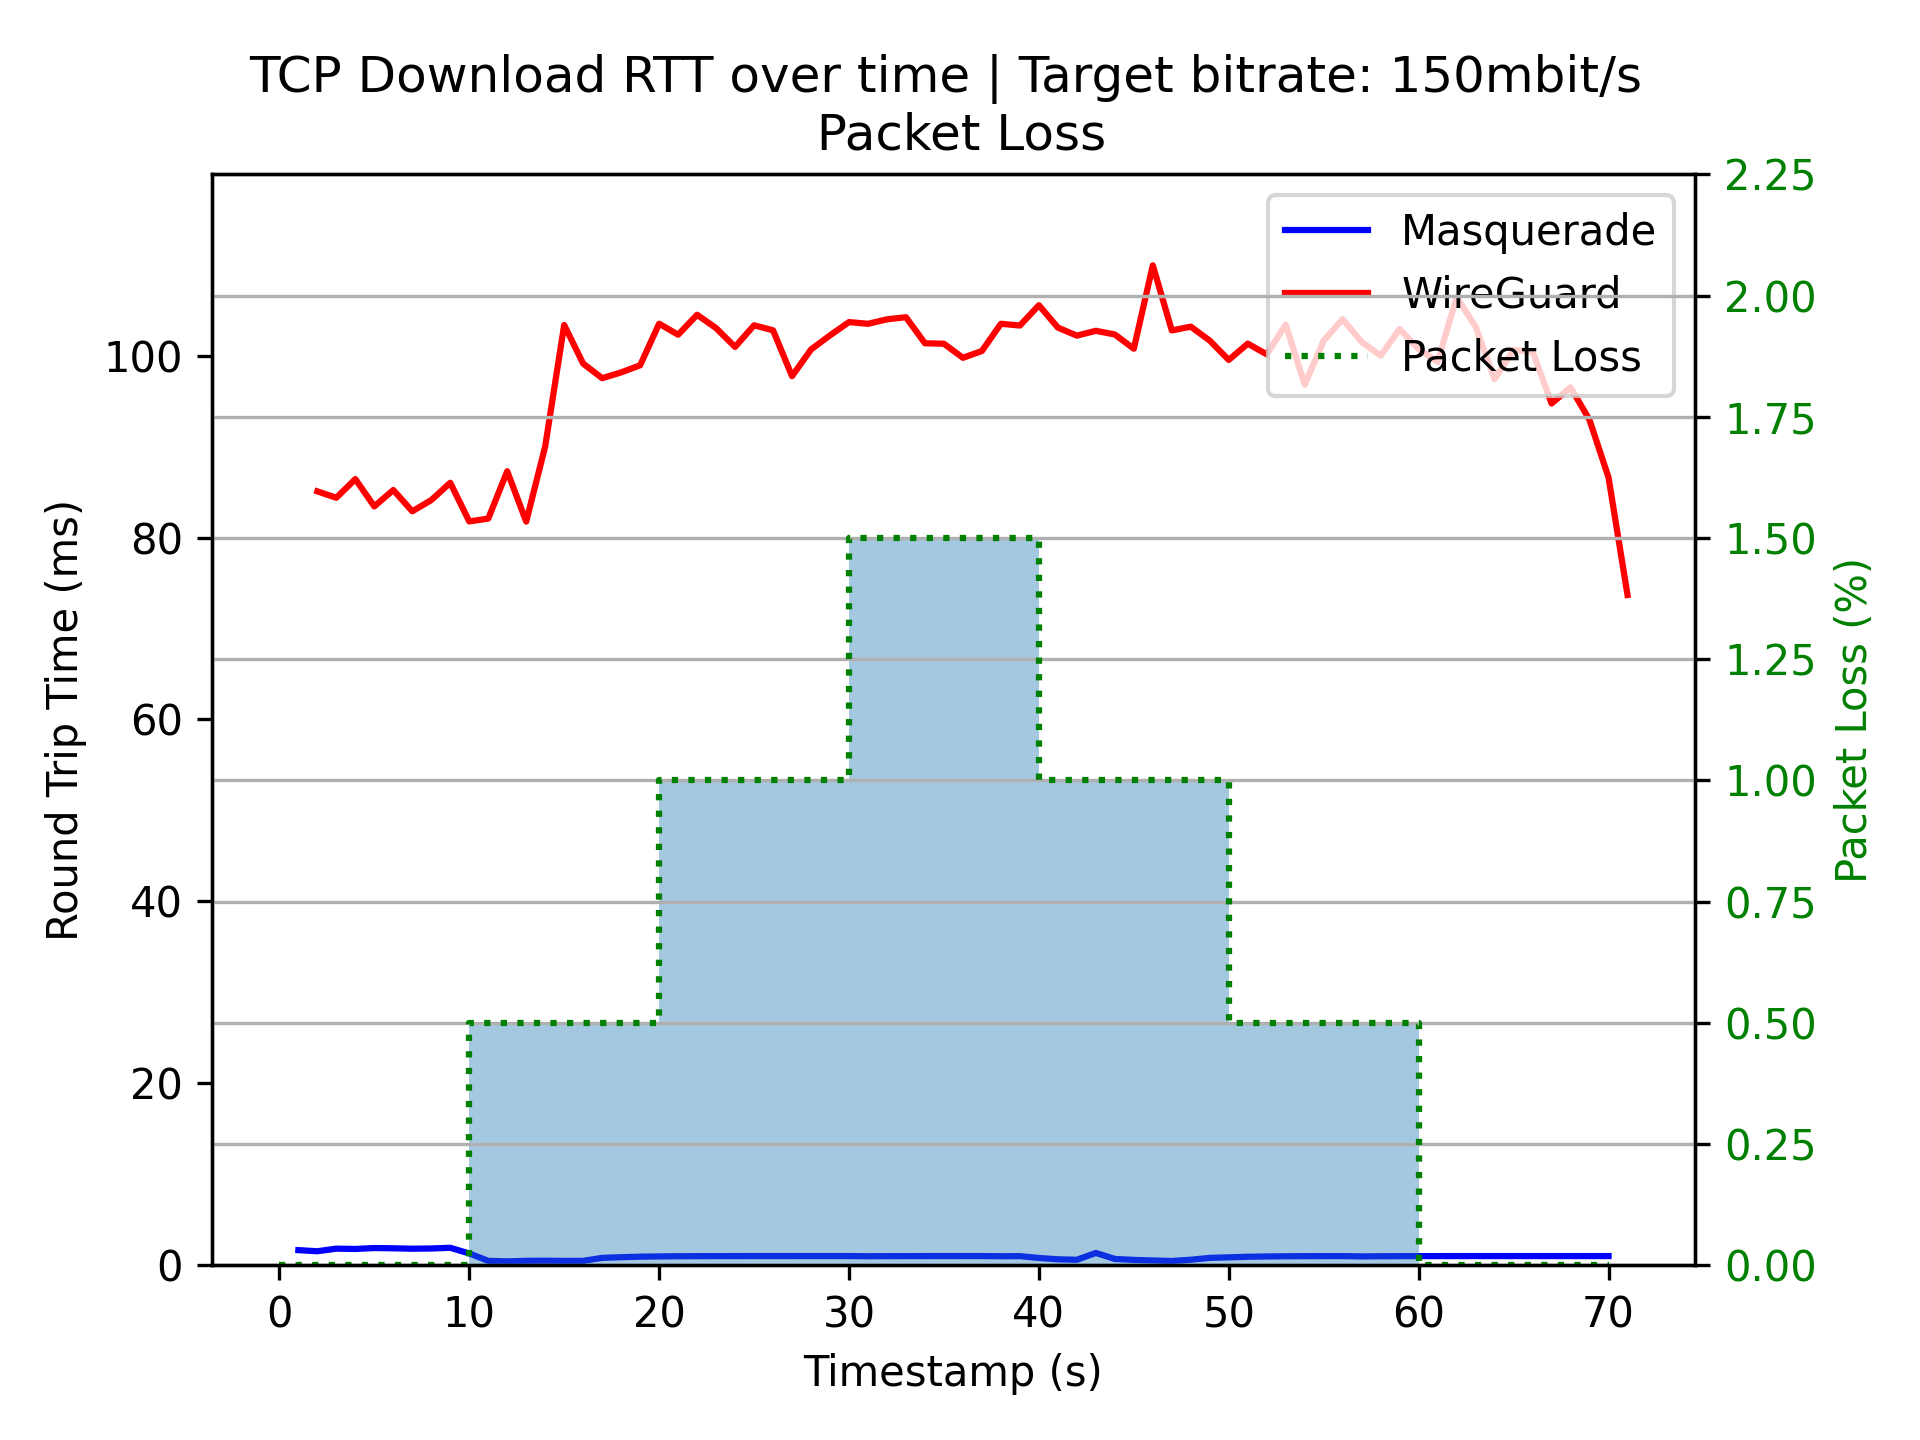 TCP Download RTT over time | Target bitrate: 150mbit/s
Packet Loss
Masquerade
WireGuard
Packet Loss
Round Trip Time (ms)
100
80
60
40
20
0
2.25
2.00
1.75
1.50
1.25
1.00
0.75
0.50
0.25
0.00
Packet Loss (%)
0 10 20 30 40 50 60 70
Timestamp (s)